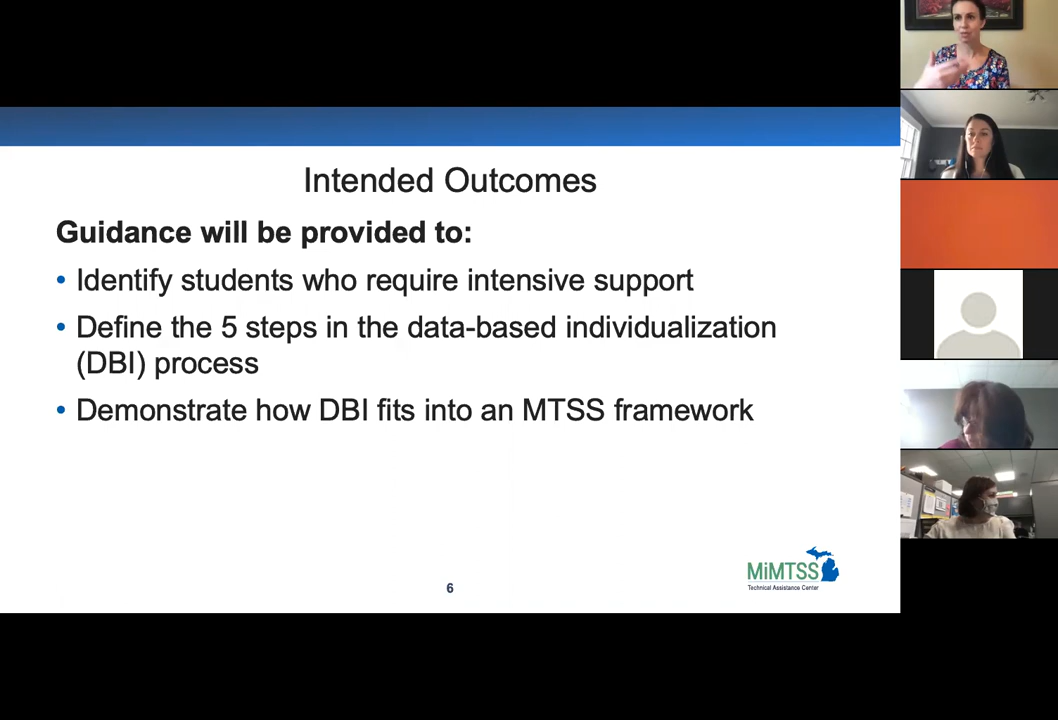 Intended Outcomes
Guidance will be provided to:
• Identify students who require intensive support
• Define the 5 steps in the data-based individualization
(DBI) process
• Demonstrate how DBI fits into an MTSS framework
MiMTSS
Technical Assistance Center
6